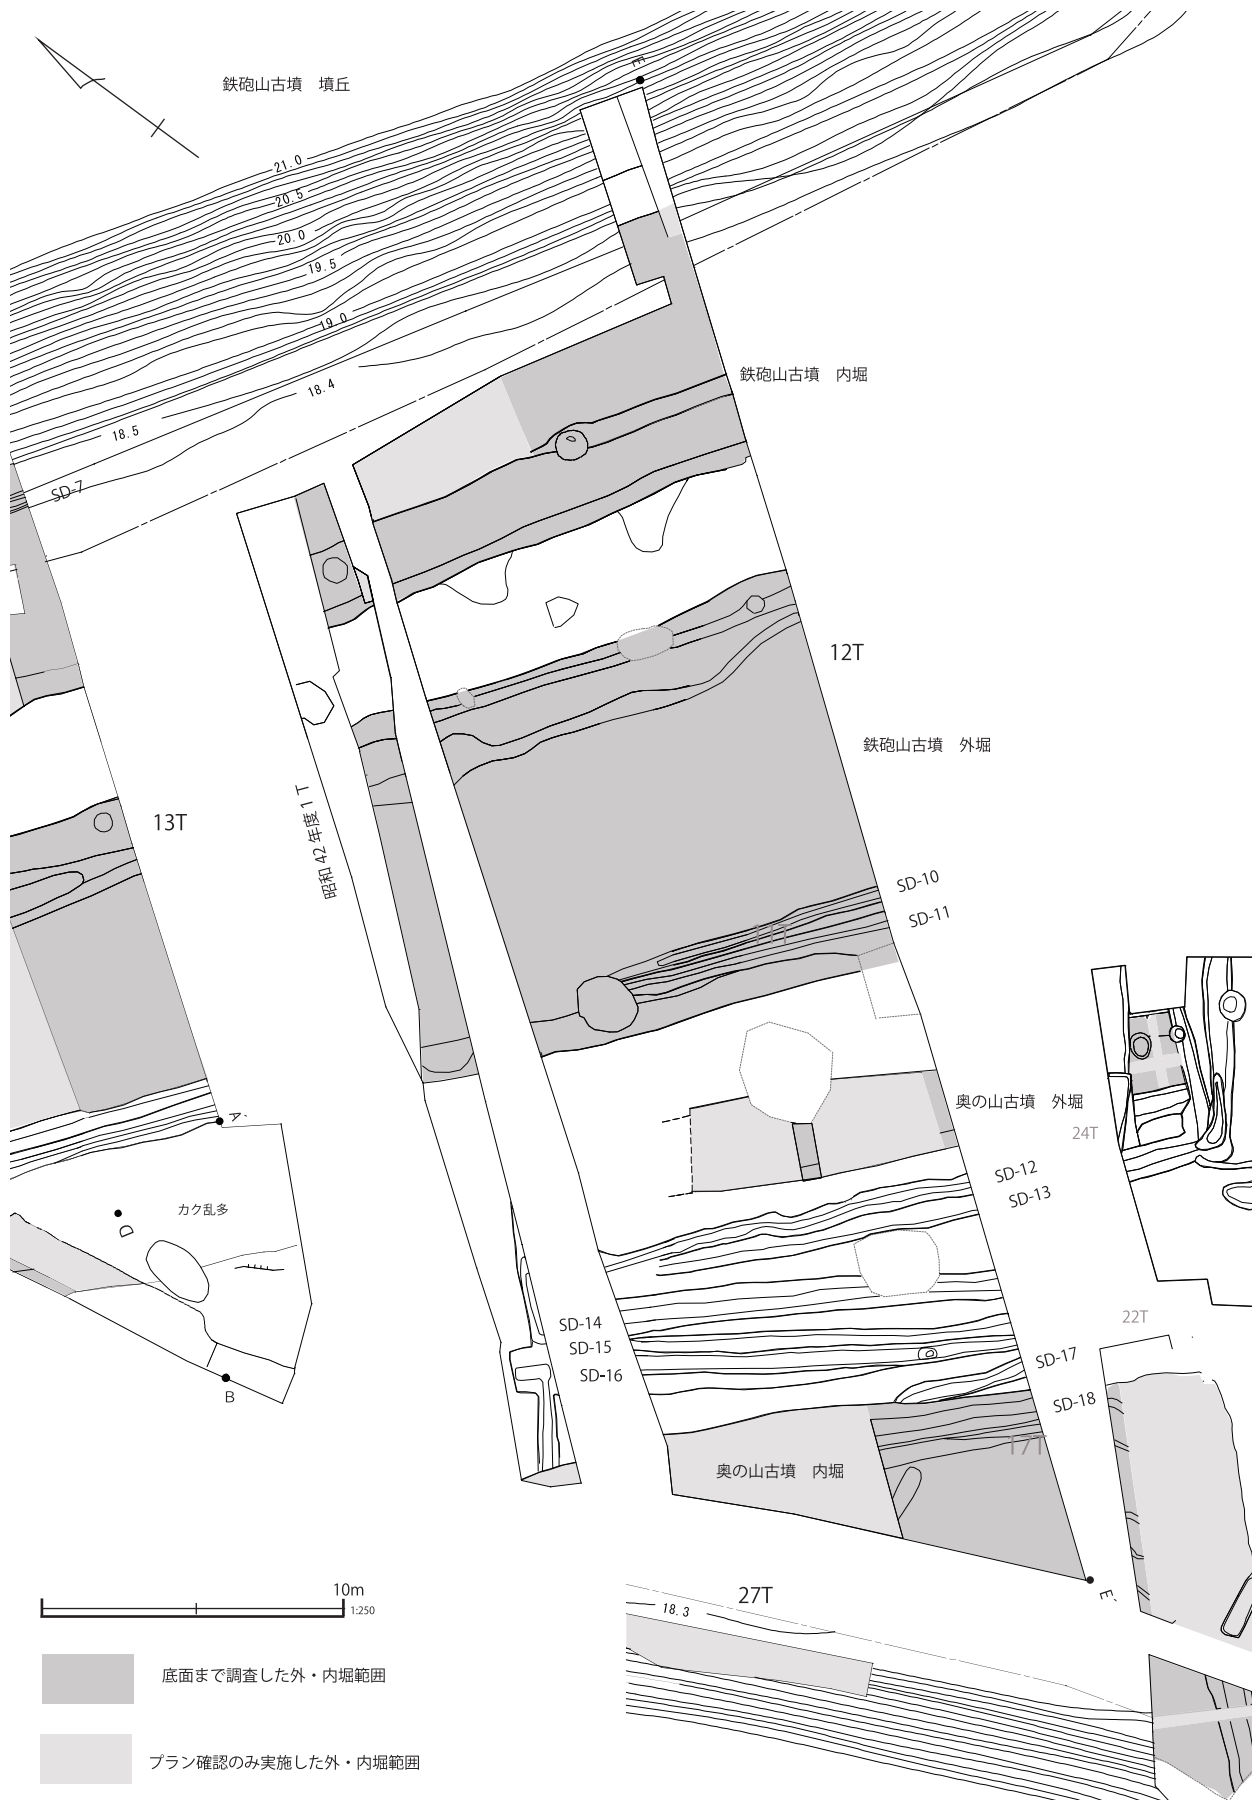 E
鉄砲山古墳　墳丘
21.0
20.5
20.0
19.5
19.0
18.4
18.5
鉄砲山古墳　内堀
SD-7
12T
鉄砲山古墳　外堀
13T
昭和 42 年度 1 T
SD-10
SD-11
11T
A´
奥の山古墳　外堀
24T
SD-12
SD-13
カク乱多
SD-14
SD-15
SD-16
22T
SD-17
SD-18
B
17T
奥の山古墳　内堀
E´
27T
18.3
10m
1:250
底面まで調査した外・内堀範囲
プラン確認のみ実施した外・内堀範囲